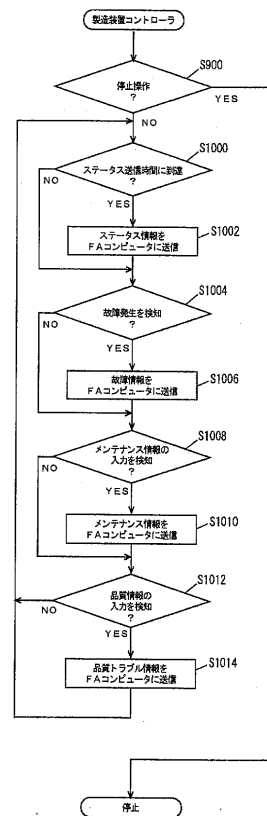 製造装置コントローラ
S900
停止操作
?
YES
NO
S1000
ステータス送信時間に到達
?
NO
YES
ステータス情報を
FAコンピュータに送信
S1002
S1004
故障発生を検知
?
NO
YES
故障情報を
FAコンピュータに送信
S1006
S1008
メンテナンス情報の
入力を検知
?
NO
YES
メンテナンス情報を
FAコンピュータに送信
S1010
S1012
品質情報の
入力を検知
?
NO
YES
品質トラブル情報を
FAコンピュータに送信
S1014
停止